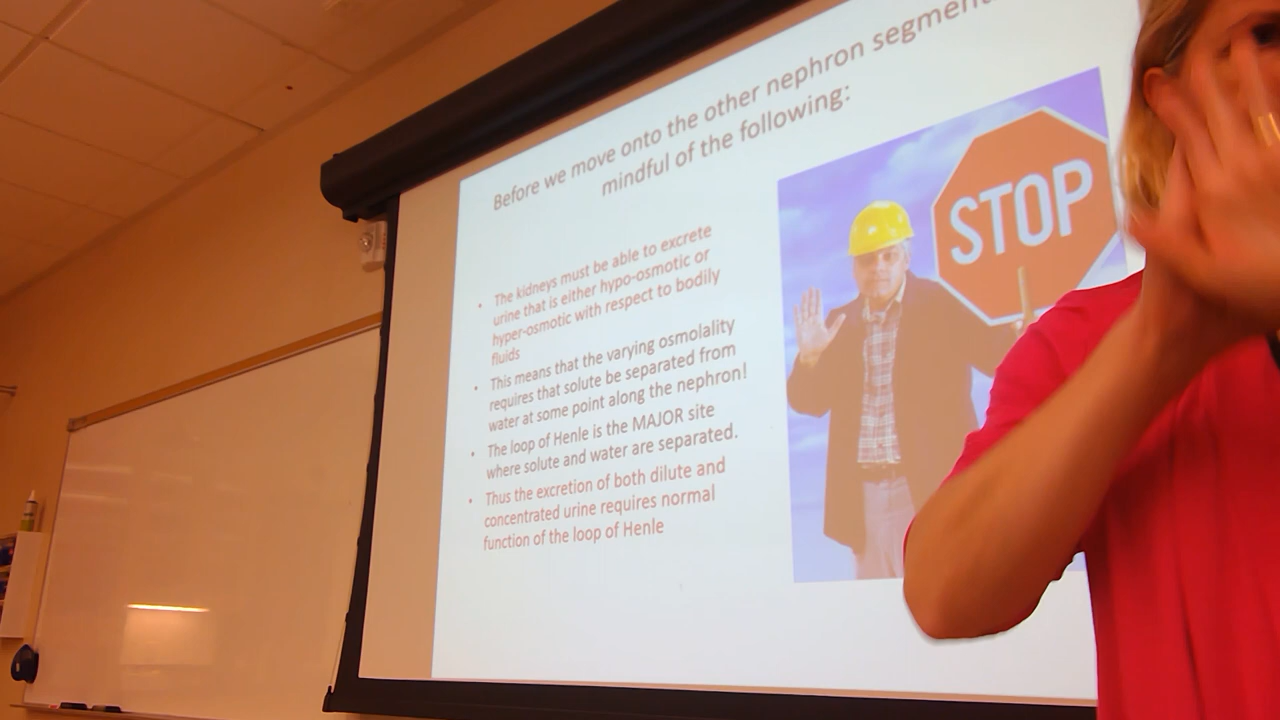 Before we move onto the other nephron segment
mindful of the following:
• The kidneys must be able to excrete
urine that is either hypo-osmotic or
hyper-osmotic with respect to bodily
fluids
• This means that the varying osmolality
requires that solute be separated from
water at some point along the nephron!
• The loop of Henle is the MAJOR site
where solute and water are separated.
• Thus the excretion of both dilute and
concentrated urine requires normal
function of the loop of Henle
STOP